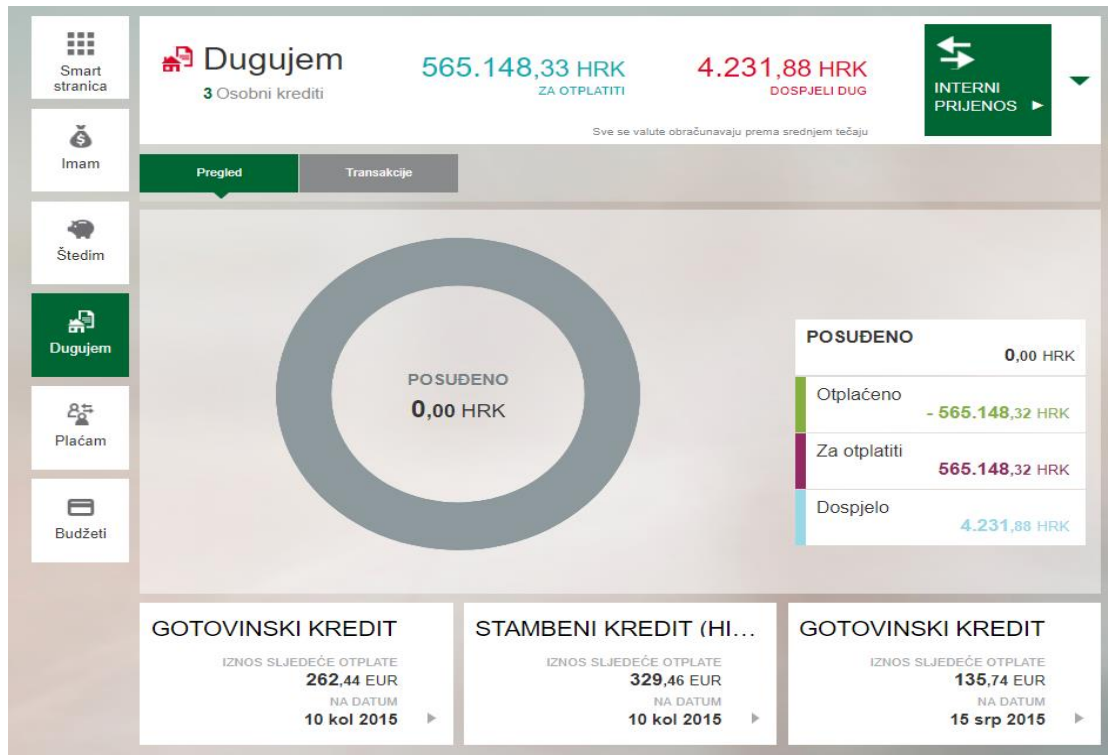 Smart
stranica
Imam
Štedim
Dugujem
Plaćam
Budžeti
Dugujem
3 Osobni krediti
565.148,33 HRK
ZA OTPLATITI
4.231,88 HRK
DOSPJELI DUG
Sve se valute obračunavaju prema srednjem tečaju
INTERNI
PRIJENOS
Pregled
Transakcije
POSUĐENO
0,00 HRK
POSUĐENO
0,00 HRK
Otplaćeno
- 565.148,32 HRK
Za otplatiti
565.148,32 HRK
Dospjelo
4.231,88 HRK
GOTOVINSKI KREDIT
IZNOS SLJEDEĆE OTPLATE
262,44 EUR
NA DATUM
10 kol 2015
STAMBENI KREDIT (HI...
IZNOS SLJEDEĆE OTPLATE
329,46 EUR
NA DATUM
10 kol 2015
GOTOVINSKI KREDIT
IZNOS SLJEDEĆE OTPLATE
135,74 EUR
NA DATUM
15 srp 2015